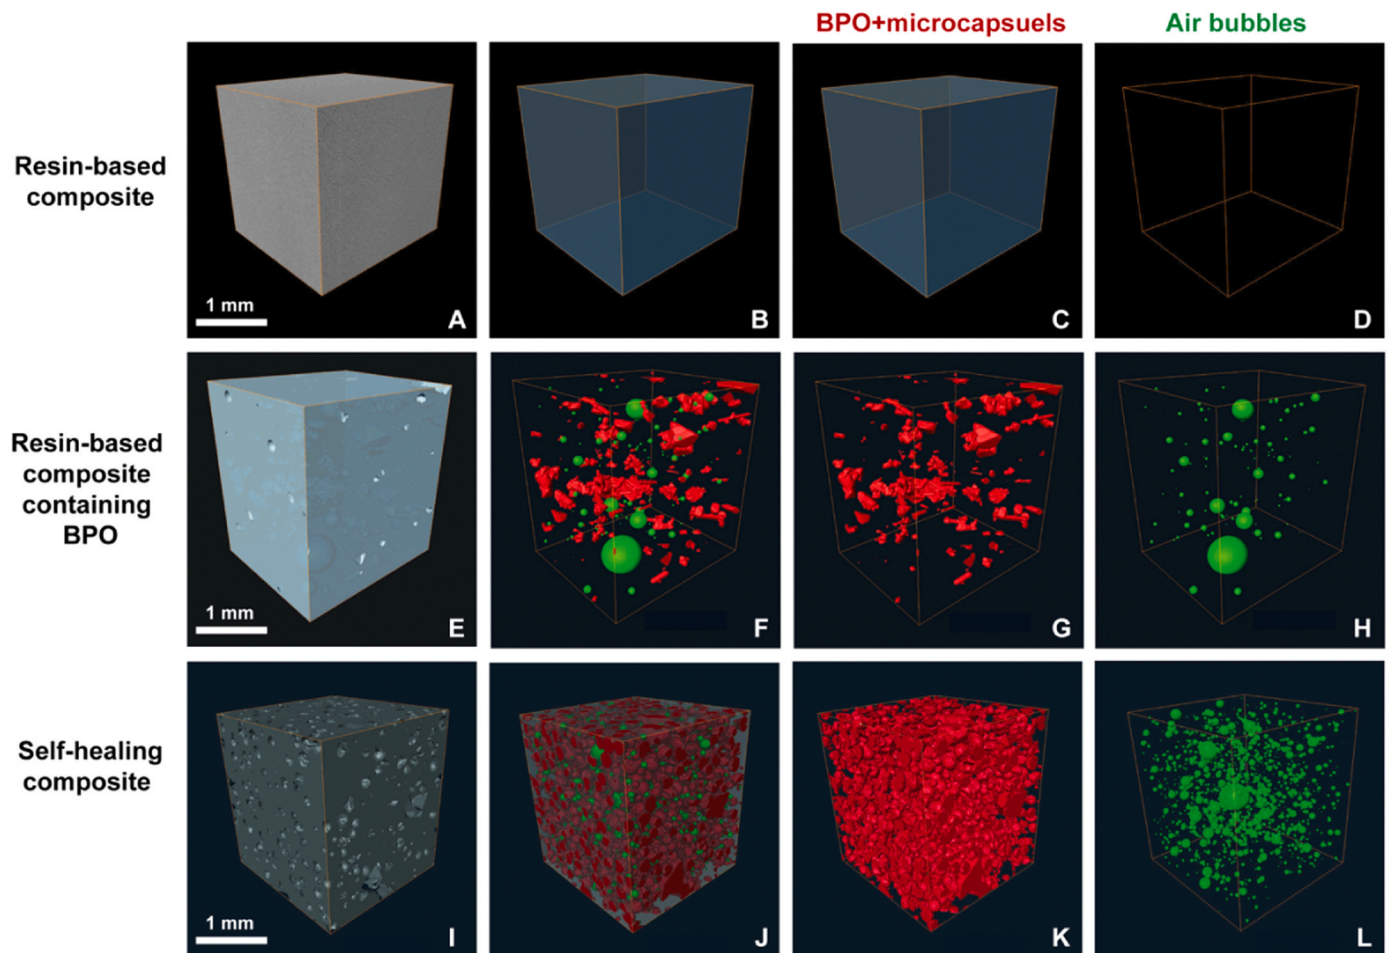 BPO+microcapsuels
Air bubbles
Resin-based
composite
1 mm
A
B
C
D
Resin-based
composite
containing
BPO
1 mm
E
F
G
H
Self-healing
composite
1 mm
I
J
K
L